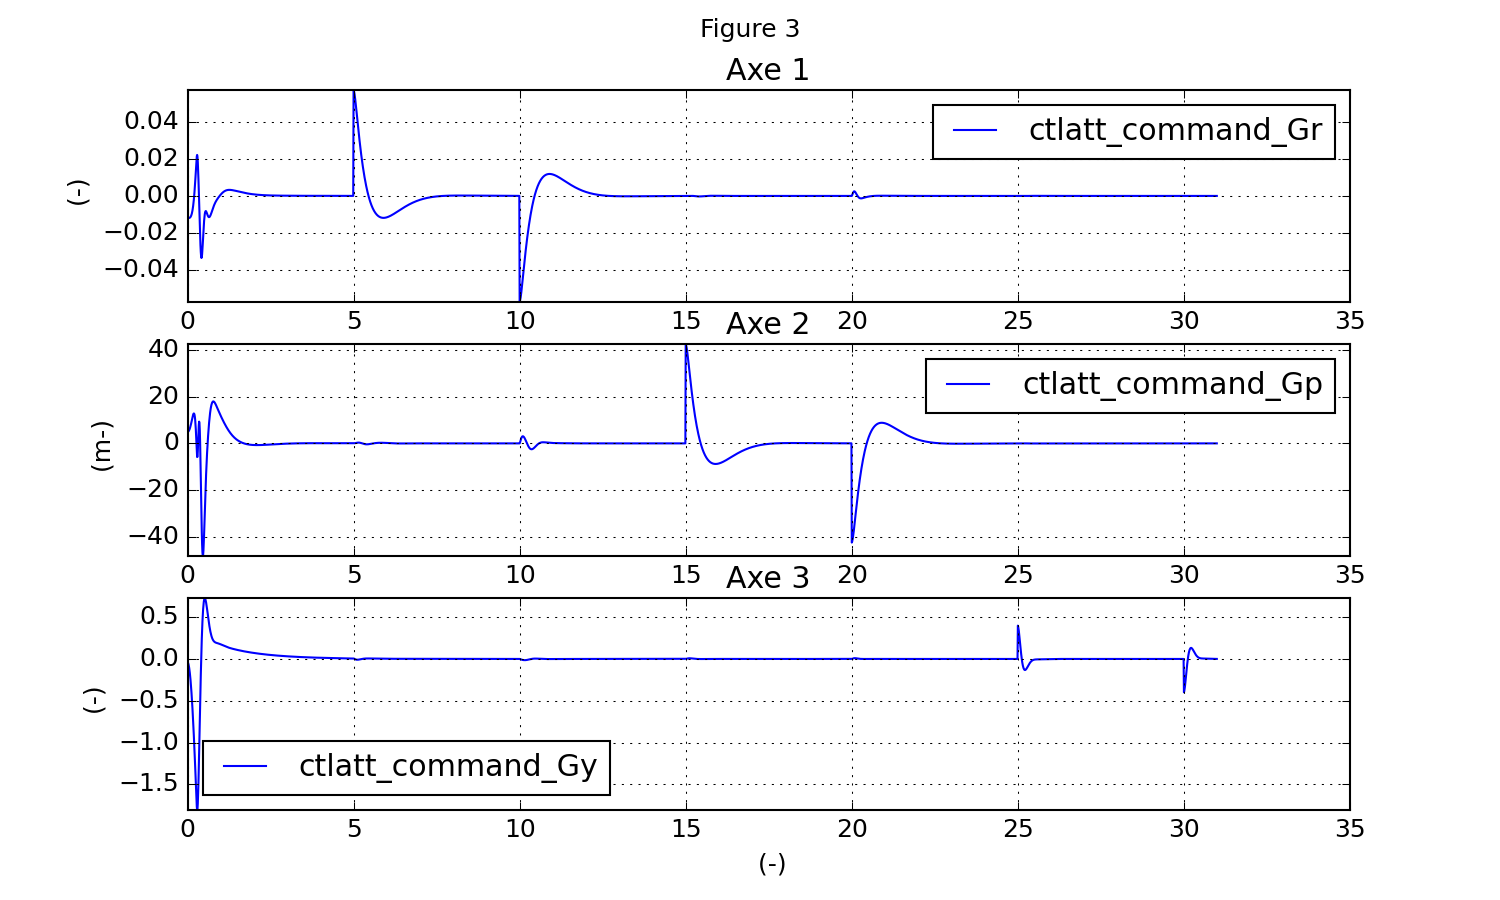 Figure 3
Axe 1
0.04
0.02
0.00
−0.02
−0.04
(-)
ctlatt_command_Gr
0 5 10 15 20 25 30 35
Axe 2
40
20
0
−20
−40
(m-)
ctlatt_command_Gp
0 5 10 15 20 25 30 35
Axe 3
0.5
0.0
−0.5
−1.0
−1.5
(-)
ctlatt_command_Gy
0 5 10 15 20 25 30 35
(-)